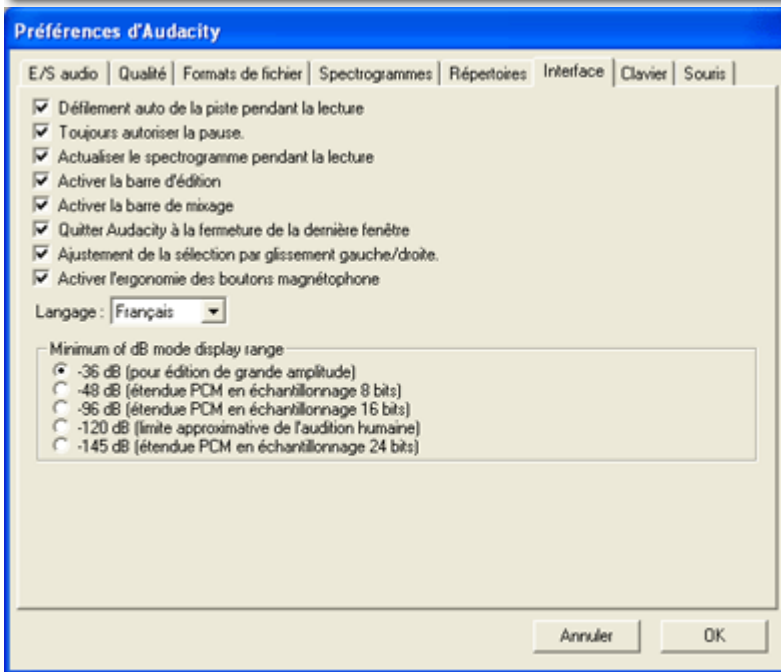 Préférences d'Audacity
E/S audio Qualité Formats de fichier Spectrogrammes Répertoires Interface Clavier Souris
Défilement auto de la piste pendant la lecture
Toujours autoriser la pause.
Actualiser le spectrogramme pendant la lecture
Activer la barre d'édition
Activer la barre de mixage
Quitter Audacity à la fermeture de la dernière fenêtre
Ajustement de la sélection par glissement gauche/droite.
Activer l'ergonomie des boutons magnétophone
Langage : Français
Minimum of dB mode display range
-36 dB (pour édition de grande amplitude)
-48 dB (étendue PCM en échantillonnage 8 bits)
-96 dB (étendue PCM en échantillonnage 16 bits)
-120 dB (limite approximative de l'audition humaine)
-145 dB (étendue PCM en échantillonnage 24 bits)
Annuler OK